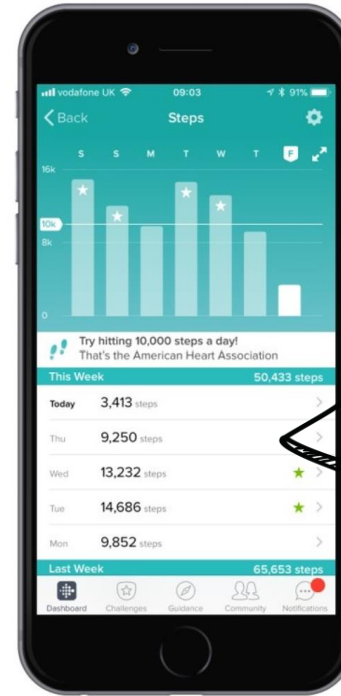 vodafone UK 09:03 91%
Back Steps
S S M T W T F
16k
10k
8k
0
Try hitting 10,000 steps a day!
That's the American Heart Association
This Week 50,433 steps
Today 3,413 steps
Thu 9,250 steps
Wed 13,232 steps
Tue 14,686 steps
Mon 9,852 steps
Last Week 65,653 steps
Dashboard Challenges Guidance Community Notifications